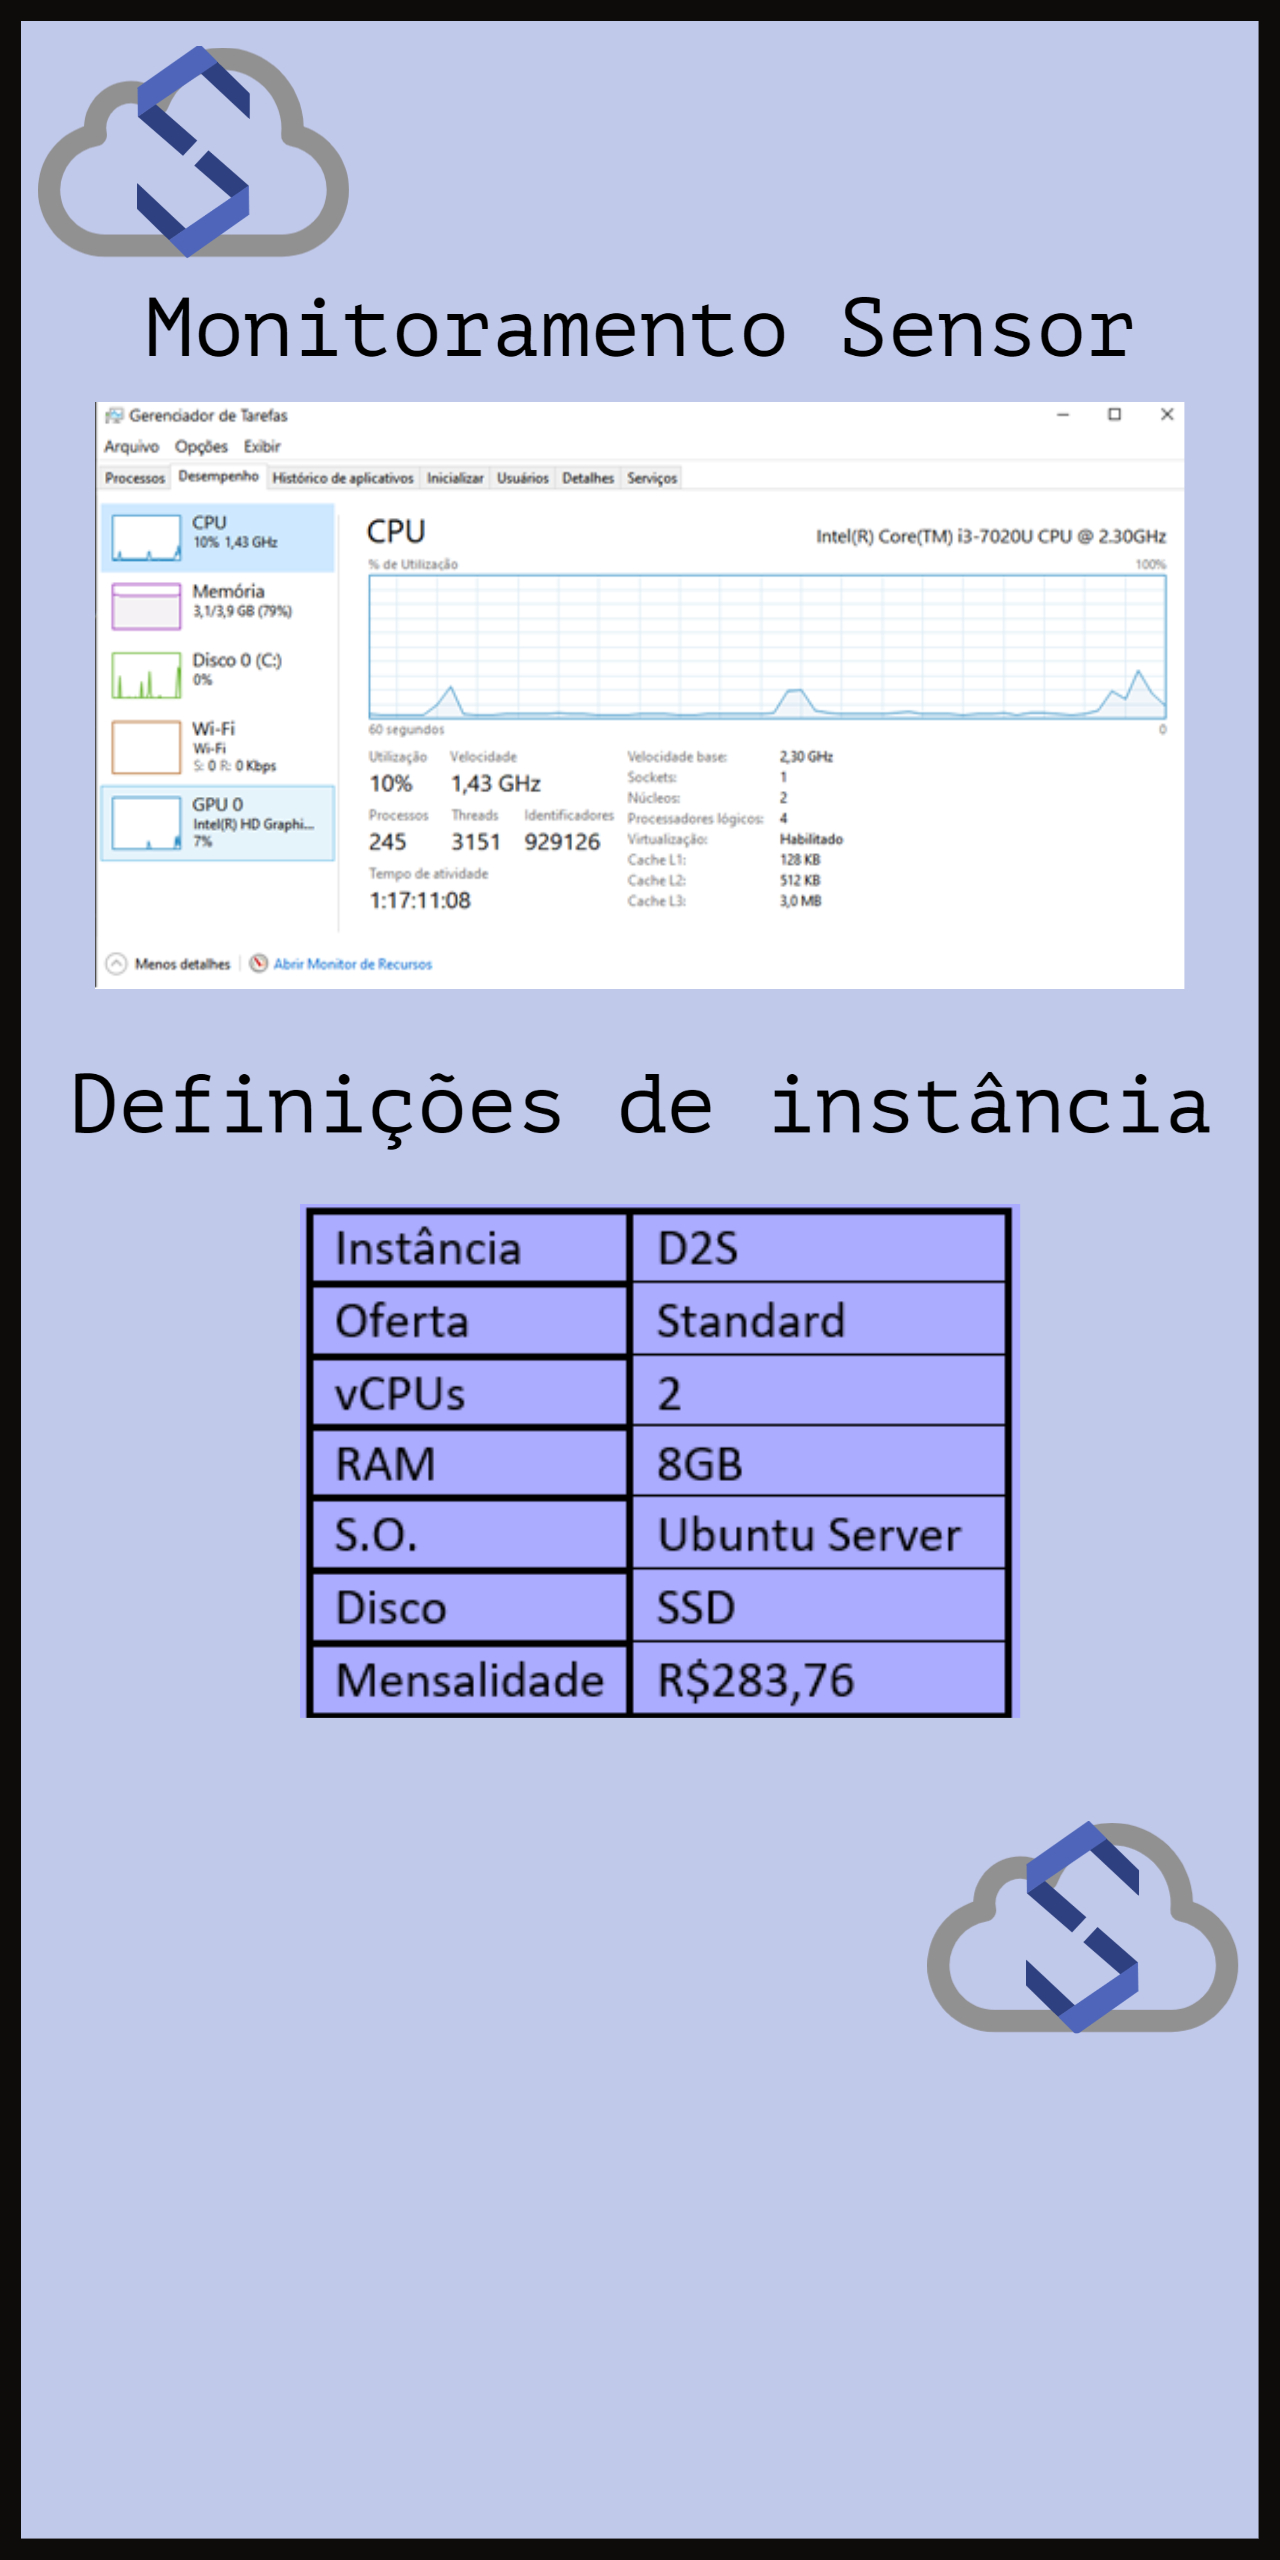 Monitoramento Sensor
Gerenciador de Tarefas
Arquivo Opções Exibir
Processos Desempenho Histórico de aplicativos Inicializar Usuários Detalhes Serviços
CPU
10% 1,43 GHz
Memória
3,1/3,9 GB (79%)
Disco 0 (C:)
0%
Wi-Fi
Wi-Fi
S: 0 R: 0 Kbps
GPU 0
Intel(R) HD Graphi...
7%
CPU Intel(R) Core(TM) i3-7020U CPU @ 2.30GHz
% de Utilização 100%
60 segundos 0
Utilização Velocidade
10% 1,43 GHz
Processos Threads Identificadores
245 3151 929126
Tempo de atividade
1:17:11:08
Velocidade base: 2,30 GHz
Sockets: 1
Núcleos: 2
Processadores lógicos: 4
Virtualização: Habilitado
Cache L1: 128 KB
Cache L2: 512 KB
Cache L3: 3,0 MB
Menos detalhes Abrir Monitor de Recursos
Definições de instância
Instância D2S
Oferta Standard
vCPUs 2
RAM 8GB
S.O. Ubuntu Server
Disco SSD
Mensalidade R$283,76